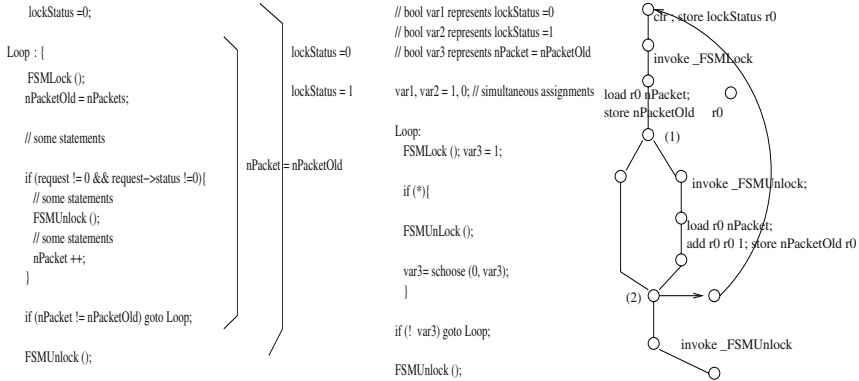 lockStatus =0;
Loop : {
FSMLock ();
nPacketOld = nPackets;
// some statements
if (request != 0 && request->status !=0){
// some statements
FSMUnlock ();
// some statements
nPacket ++;
}
if (nPacket != nPacketOld) goto Loop;
FSMUnlock ();
lockStatus =0
lockStatus = 1
nPacket = nPacketOld
// bool var1 represents lockStatus =0
// bool var2 represents lockStatus =1
// bool var3 represents nPacket = nPacketOld
var1, var2 = 1, 0; // simultaneous assignments
Loop:
FSMLock (); var3 = 1;
if (*){
FSMUnLock ();
var3= schoose (0, var3);
}
if (! var3) goto Loop;
FSMUnlock ();
clr ; store lockStatus r0
invoke _FSMLock
load r0 nPacket;
store nPacketOld r0
(1)
invoke _FSMUnlock;
load r0 nPacket;
add r0 r0 1; store nPacketOld r0
(2)
invoke _FSMUnlock